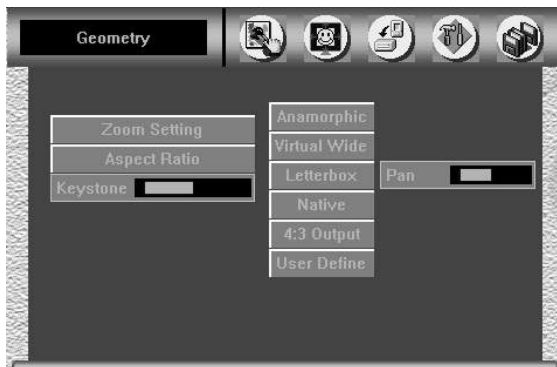 Geometry
Zoom Setting
Aspect Ratio
Keystone
Anamorphic
Virtual Wide
Letterbox
Native
4:3 Output
User Define
Pan